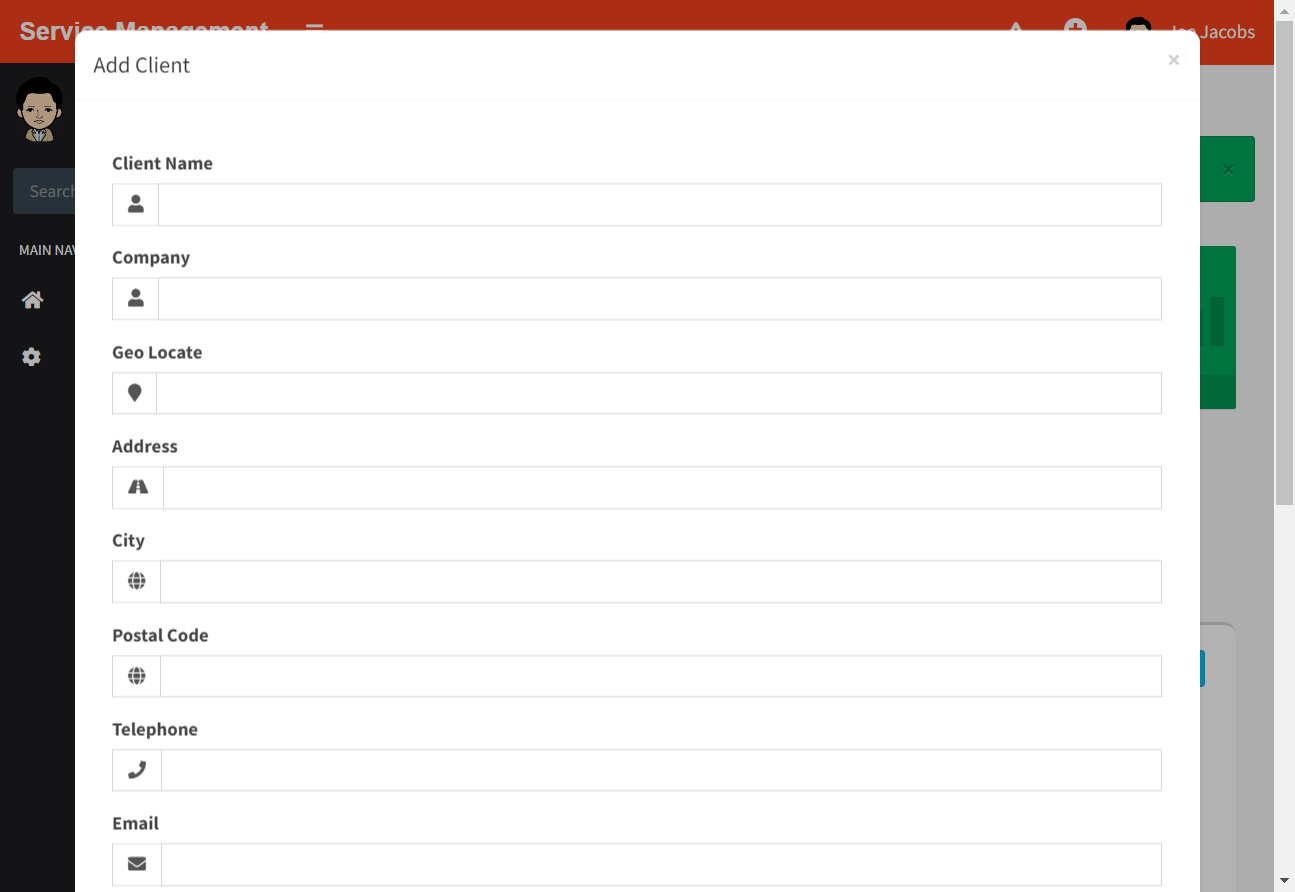 Service Management
Joe Jacobs
Add Client
×
×
Search
MAIN NAV
Client Name
Company
Geo Locate
Address
City
Postal Code
Telephone
Email